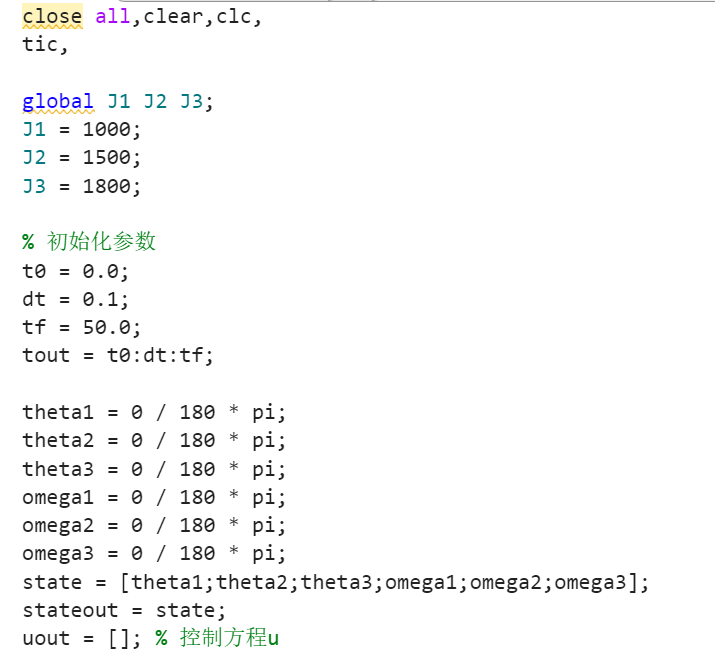 close all,clear,clc,
tic,
global J1 J2 J3;
J1 = 1000;
J2 = 1500;
J3 = 1800;
% 初始化参数
t0 = 0.0;
dt = 0.1;
tf = 50.0;
tout = t0:dt:tf;
theta1 = 0 / 180 * pi;
theta2 = 0 / 180 * pi;
theta3 = 0 / 180 * pi;
omega1 = 0 / 180 * pi;
omega2 = 0 / 180 * pi;
omega3 = 0 / 180 * pi;
state = [theta1;theta2;theta3;omega1;omega2;omega3];
stateout = state;
uout = []; % 控制方程u